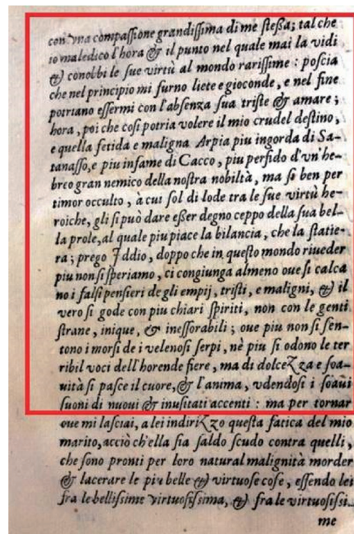 con vna compaſſione grandiſſima di me ſteſſa; tal che
io maledico l'hora & il punto nel quale mai la vidi
& conobbi le ſue virtù al mondo rariſſime: poſcia
che nel principio mi furno liete e gioconde, e nel fine
potriano eſſermi con l'abſenza ſua triſte & amare;
hora, poi che coſi potria volere il mio crudel deſtino,
e quella fetida e maligna Arpia piu ingorda di Sa-
tanaſſo, e piu infame di Cacco, piu perfido d'vn'he-
breo gran nemico della noſtra nobiltà, ma ſi ben per
timor occulto, a cui ſol di lode tra le ſue virtù he-
roiche, gli ſi può dare eſſer degno ceppo della ſua bel-
la prole, al quale piu piace la bilancia, che la ſtatie-
ra; prego Iddio, doppo che in queſto mondo riueder
piu non ſi ſperiamo, ci congiunga almeno oue ſi calca
no i falſi penſieri de gli empij, triſti, e maligni, & il
vero ſi gode con piu chiari ſpiriti, non con le genti
ſtrane, inique, & ineſſorabili; oue piu non ſi ſen-
tono i morſi de i velenoſi ſerpi, nè piu ſi odono le ter
ribil voci dell'horende fiere, ma di dolcezza e ſoa-
uità ſi paſce il cuore, & l'anima, vdendoſi i ſoaui
ſuoni di nuoui & inuſitati accenti: ma per tornar
oue mi laſciai, a lei indirizzo queſta fatica del mio
marito, acciò ch'ella ſia ſaldo ſcudo contra quelli,
che ſono pronti per loro natural malignità morder
& lacerare le piu belle & virtuoſe coſe, eſſendo lei
fra le belliſſime virtuoſiſſima, & fra le virtuoſiſſi-
me